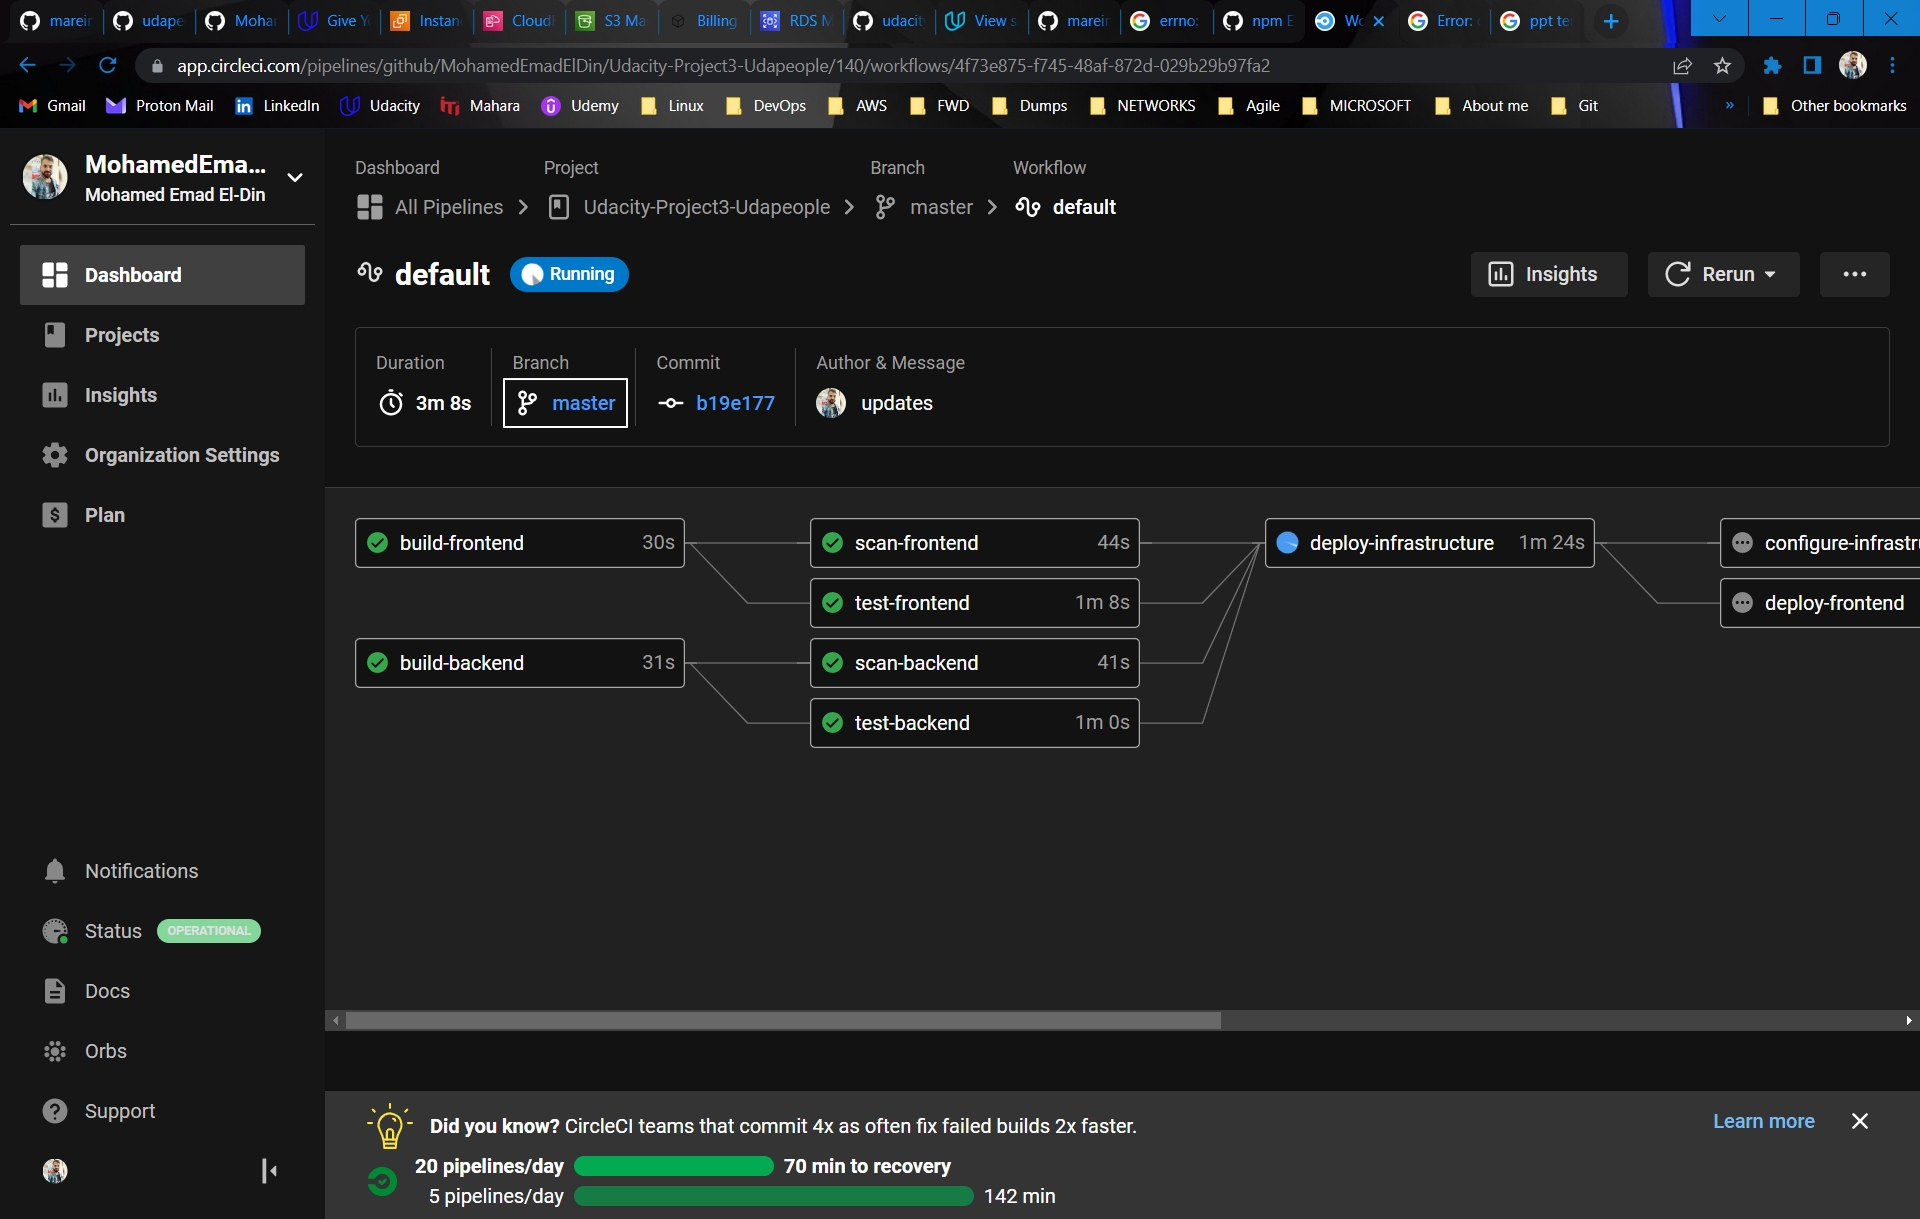 marein
udape
Mohar
Give Y
Instan
Cloudf
S3 Ma
Billing
RDS M
udacit
View s
marein
errno:
npm E
Wo
Error:
ppt te
app.circleci.com/pipelines/github/MohamedEmadElDin/Udacity-Project3-Udapeople/140/workflows/4f73e875-f745-48af-872d-029b29b97fa2
Gmail Proton Mail LinkedIn Udacity Mahara Udemy Linux DevOps AWS FWD Dumps NETWORKS Agile MICROSOFT About me Git » Other bookmarks
MohamedEma...
Mohamed Emad El-Din
Dashboard
Projects
Insights
Organization Settings
Plan
Notifications
Status OPERATIONAL
Docs
Orbs
Support
Dashboard Project Branch Workflow
All Pipelines Udacity-Project3-Udapeople master default
default Running
Insights Rerun
Duration Branch Commit Author & Message
3m 8s master b19e177 updates
build-frontend 30s
scan-frontend 44s
deploy-infrastructure 1m 24s
configure-infrastru
test-frontend 1m 8s
deploy-frontend
build-backend 31s
scan-backend 41s
test-backend 1m 0s
Did you know? CircleCI teams that commit 4x as often fix failed builds 2x faster.
Learn more
20 pipelines/day 70 min to recovery
5 pipelines/day 142 min